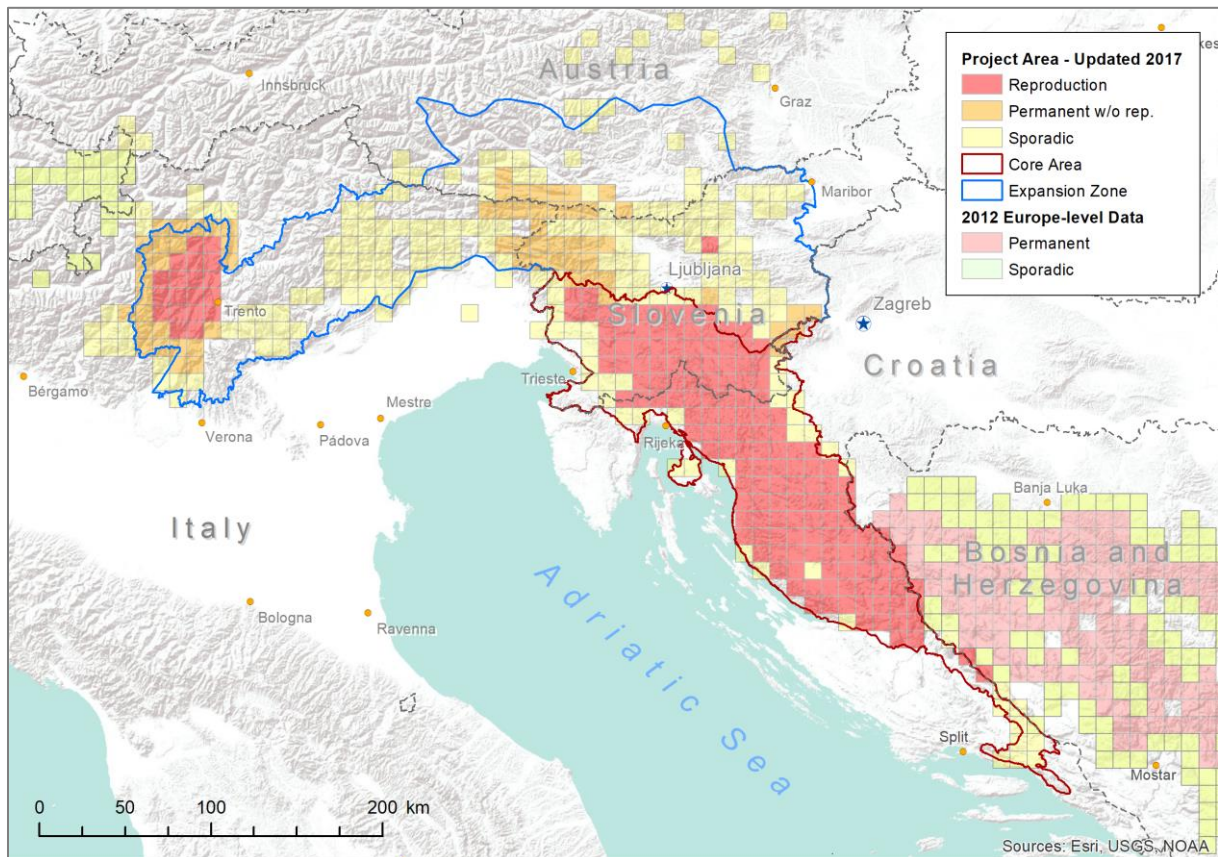 Austria
Innsbruck
Graz
Maribor
Ljubljana
Slovenia
Zagreb
Croatia
Trento
Bérgamo
Verona
Pádova
Mestre
Trieste
Rijeka
Italy
Bologna
Ravenna
Adriatic Sea
Banja Luka
Bosnia and
Herzegovina
Split
Mostar
Project Area - Updated 2017
Reproduction
Permanent w/o rep.
Sporadic
Core Area
Expansion Zone
2012 Europe-level Data
Permanent
Sporadic
0 50 100 200 km
Sources: Esri, USGS, NOAA